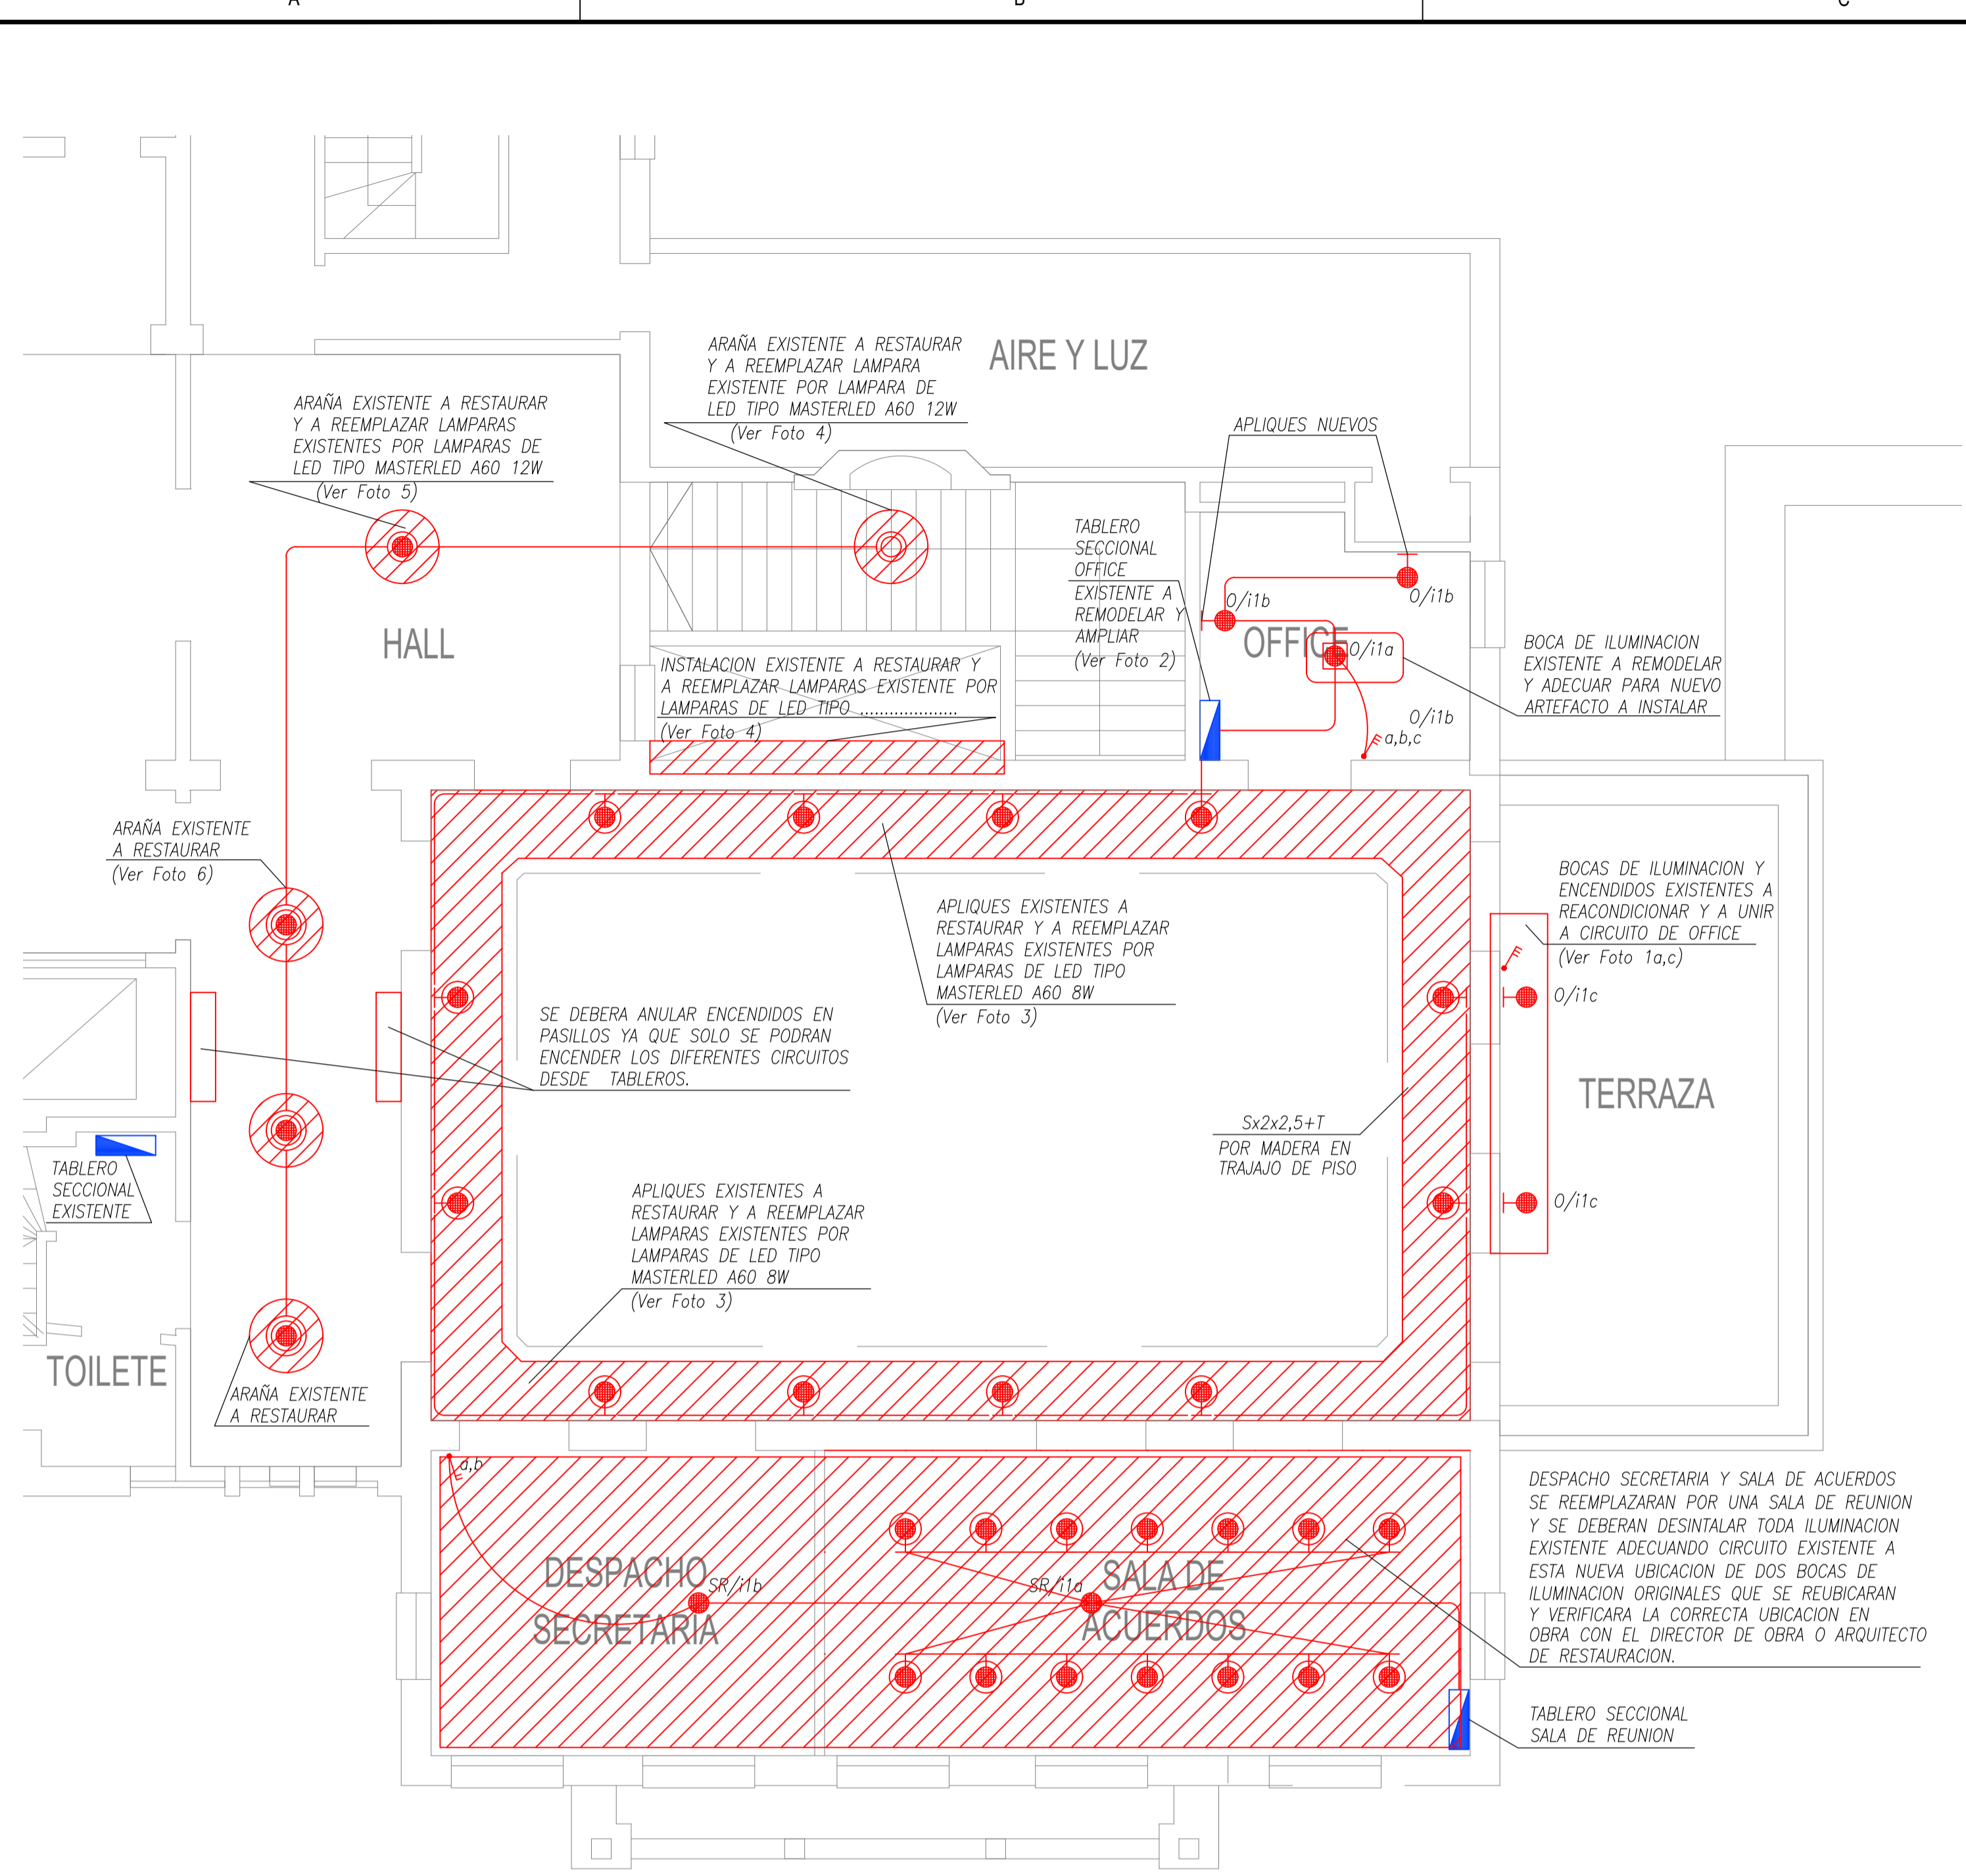 A
B
C
ARAÑA EXISTENTE A RESTAURAR
Y A REEMPLAZAR LAMPARA
EXISTENTE POR LAMPARA DE
LED TIPO MASTERLED A60 12W
(Ver Foto 4)
AIRE Y LUZ
ARAÑA EXISTENTE A RESTAURAR
Y A REEMPLAZAR LAMPARAS
EXISTENTES POR LAMPARAS DE
LED TIPO MASTERLED A60 12W
(Ver Foto 5)
APLIQUES NUEVOS
TABLERO
SECCIONAL
OFFICE
EXISTENTE A
REMODELAR Y
AMPLIAR
(Ver Foto 2)
O/i1b
O/i1b
HALL
OFFICE
O/i1a
BOCA DE ILUMINACION
EXISTENTE A REMODELAR
Y ADECUAR PARA NUEVO
ARTEFACTO A INSTALAR
INSTALACION EXISTENTE A RESTAURAR Y
A REEMPLAZAR LAMPARAS EXISTENTE POR
LAMPARAS DE LED TIPO ...................
(Ver Foto 4)
O/i1b
a,b,c
ARAÑA EXISTENTE
A RESTAURAR
(Ver Foto 6)
BOCAS DE ILUMINACION Y
ENCENDIDOS EXISTENTES A
REACONDICIONAR Y A UNIR
A CIRCUITO DE OFFICE
(Ver Foto 1a,c)
APLIQUES EXISTENTES A
RESTAURAR Y A REEMPLAZAR
LAMPARAS EXISTENTES POR
LAMPARAS DE LED TIPO
MASTERLED A60 8W
(Ver Foto 3)
O/i1c
SE DEBERA ANULAR ENCENDIDOS EN
PASILLOS YA QUE SOLO SE PODRAN
ENCENDER LOS DIFERENTES CIRCUITOS
DESDE TABLEROS.
TERRAZA
Sx2x2,5+T
POR MADERA EN
TRAJAJO DE PISO
TABLERO
SECCIONAL
EXISTENTE
APLIQUES EXISTENTES A
RESTAURAR Y A REEMPLAZAR
LAMPARAS EXISTENTES POR
LAMPARAS DE LED TIPO
MASTERLED A60 8W
(Ver Foto 3)
O/i1c
TOILETE
ARAÑA EXISTENTE
A RESTAURAR
a,b
DESPACHO SECRETARIA Y SALA DE ACUERDOS
SE REEMPLAZARAN POR UNA SALA DE REUNION
Y SE DEBERAN DESINTALAR TODA ILUMINACION
EXISTENTE ADECUANDO CIRCUITO EXISTENTE A
ESTA NUEVA UBICACION DE DOS BOCAS DE
ILUMINACION ORIGINALES QUE SE REUBICARAN
Y VERIFICARA LA CORRECTA UBICACION EN
OBRA CON EL DIRECTOR DE OBRA O ARQUITECTO
DE RESTAURACION.
DESPACHO
SECRETARIA
SR/i1b
SR/i1a
SALA DE
ACUERDOS
TABLERO SECCIONAL
SALA DE REUNION